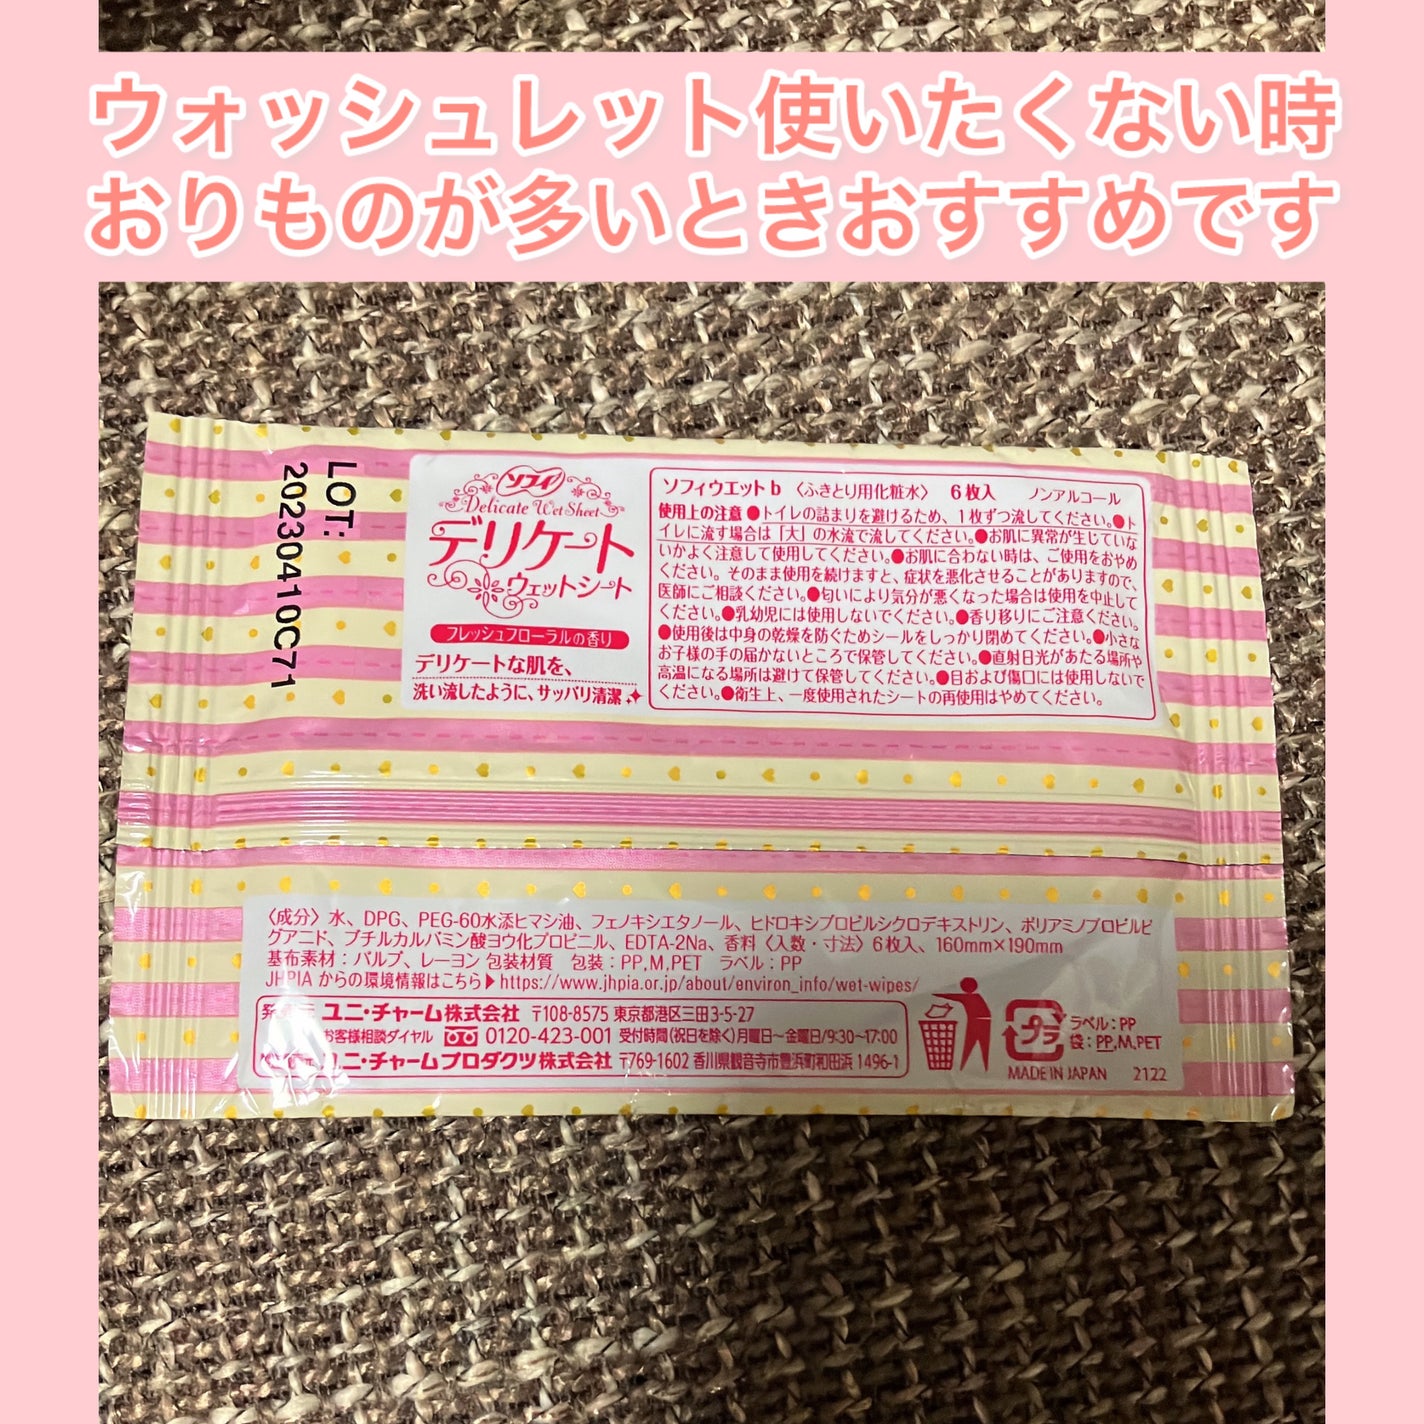 ウォッシュレット使いたくない時
おりものが多いときおすすめです
LOT:
20230410C71
ソフィ
Delicate Wet Sheet
デリケート
ウェットシート
フレッシュフローラルの香り
デリケートな肌を、
洗い流したように、サッパリ清潔
ソフィウエットb 〈ふきとり用化粧水〉 6枚入 ノンアルコール
使用上の注意 ●トイレの詰まりを避けるため、1枚ずつ流してください。●ト
イレに流す場合は「大」の水流で流してください。●お肌に異常が生じていな
いかよく注意して使用してください。●お肌に合わない時は、ご使用をおやめ
ください。そのまま使用を続けますと、症状を悪化させることがありますので、
医師にご相談ください。●匂いにより気分が悪くなった場合は使用を中止して
ください。●乳幼児には使用しないでください。●香り移りにご注意ください。
●使用後は中身の乾燥を防ぐためシールをしっかり閉めてください。●小さな
お子様の手の届かないところで保管してください。●直射日光があたる場所や
高温になる場所は避けて保管してください。●目および傷口には使用しないで
ください。●衛生上、一度使用されたシートの再使用はやめてください。
〈成分〉水、DPG、PEG-60水添ヒマシ油、フェノキシエタノール、ヒドロキシプロピルシクロデキストリン、ポリアミノプロピルビ
グアニド、ブチルカルバミン酸ヨウ化プロピニル、EDTA-2Na、香料〈入数・寸法〉6枚入、160mm×190mm
基布素材：パルプ、レーヨン 包装材質 包装：PP,M,PET ラベル：PP
JHPIA からの環境情報はこちら▶https://www.jhpia.or.jp/about/environ_info/wet-wipes/
ユニ・チャーム株式会社 〒108-8575 東京都港区三田3-5-27
お客様相談ダイヤル 0120-423-001 受付時間(祝日を除く)月曜日～金曜日/9:30～17:00
ユニ・チャームプロダクツ株式会社 〒769-1602 香川県観音寺市豊浜町和田浜 1496-1
プラ
ラベル：PP
袋：PP,M,PET
MADE IN JAPAN 2122